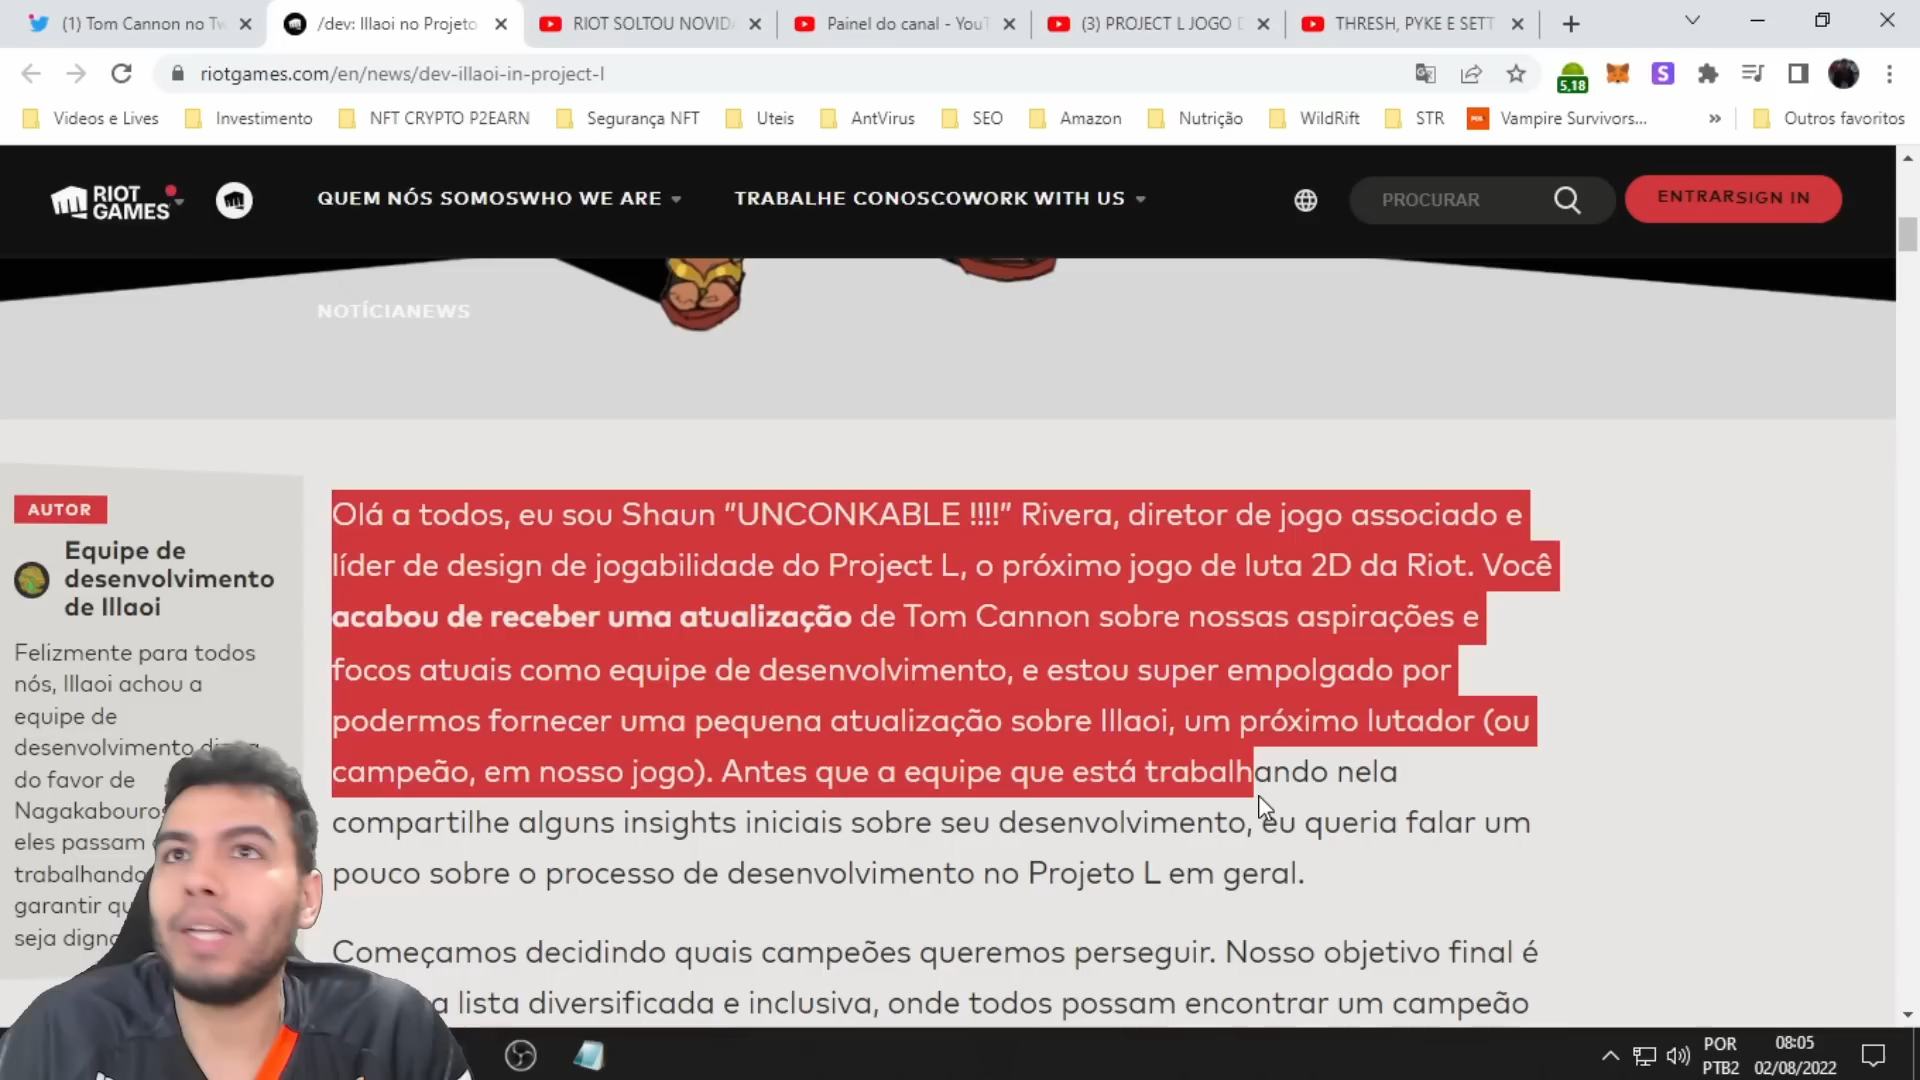 (1) Tom Cannon no Tw
/dev: Illaoi no Projeto
RIOT SOLTOU NOVID
Painel do canal - YouT
(3) PROJECT L JOGO D
THRESH, PYKE E SETT
riotgames.com/en/news/dev-illaoi-in-project-l
5,18
S
Videos e Lives
Investimento
NFT CRYPTO P2EARN
Segurança NFT
Uteis
AntVirus
SEO
Amazon
Nutrição
WildRift
STR
Vampire Survivors...
»
Outros favoritos
RIOT
GAMES
QUEM NÓS SOMOSWHO WE ARE
TRABALHE CONOSCOWORK WITH US
PROCURAR
ENTRARSIGN IN
NOTÍCIANEWS
AUTOR
Equipe de
desenvolvimento
de Illaoi
Felizmente para todos
nós, Illaoi achou a
equipe de
desenvolvimento
do favor de
Nagakabouros
eles passam
trabalhando
garantir qu
seja digno
Olá a todos, eu sou Shaun "UNCONKABLE !!!!" Rivera, diretor de jogo associado e
líder de design de jogabilidade do Project L, o próximo jogo de luta 2D da Riot. Você
acabou de receber uma atualização de Tom Cannon sobre nossas aspirações e
focos atuais como equipe de desenvolvimento, e estou super empolgado por
podermos fornecer uma pequena atualização sobre Illaoi, um próximo lutador (ou
campeão, em nosso jogo). Antes que a equipe que está trabalhando nela
compartilhe alguns insights iniciais sobre seu desenvolvimento, eu queria falar um
pouco sobre o processo de desenvolvimento no Projeto L em geral.
Começamos decidindo quais campeões queremos perseguir. Nosso objetivo final é
a lista diversificada e inclusiva, onde todos possam encontrar um campeão
POR
PTB2
08:05
02/08/2022